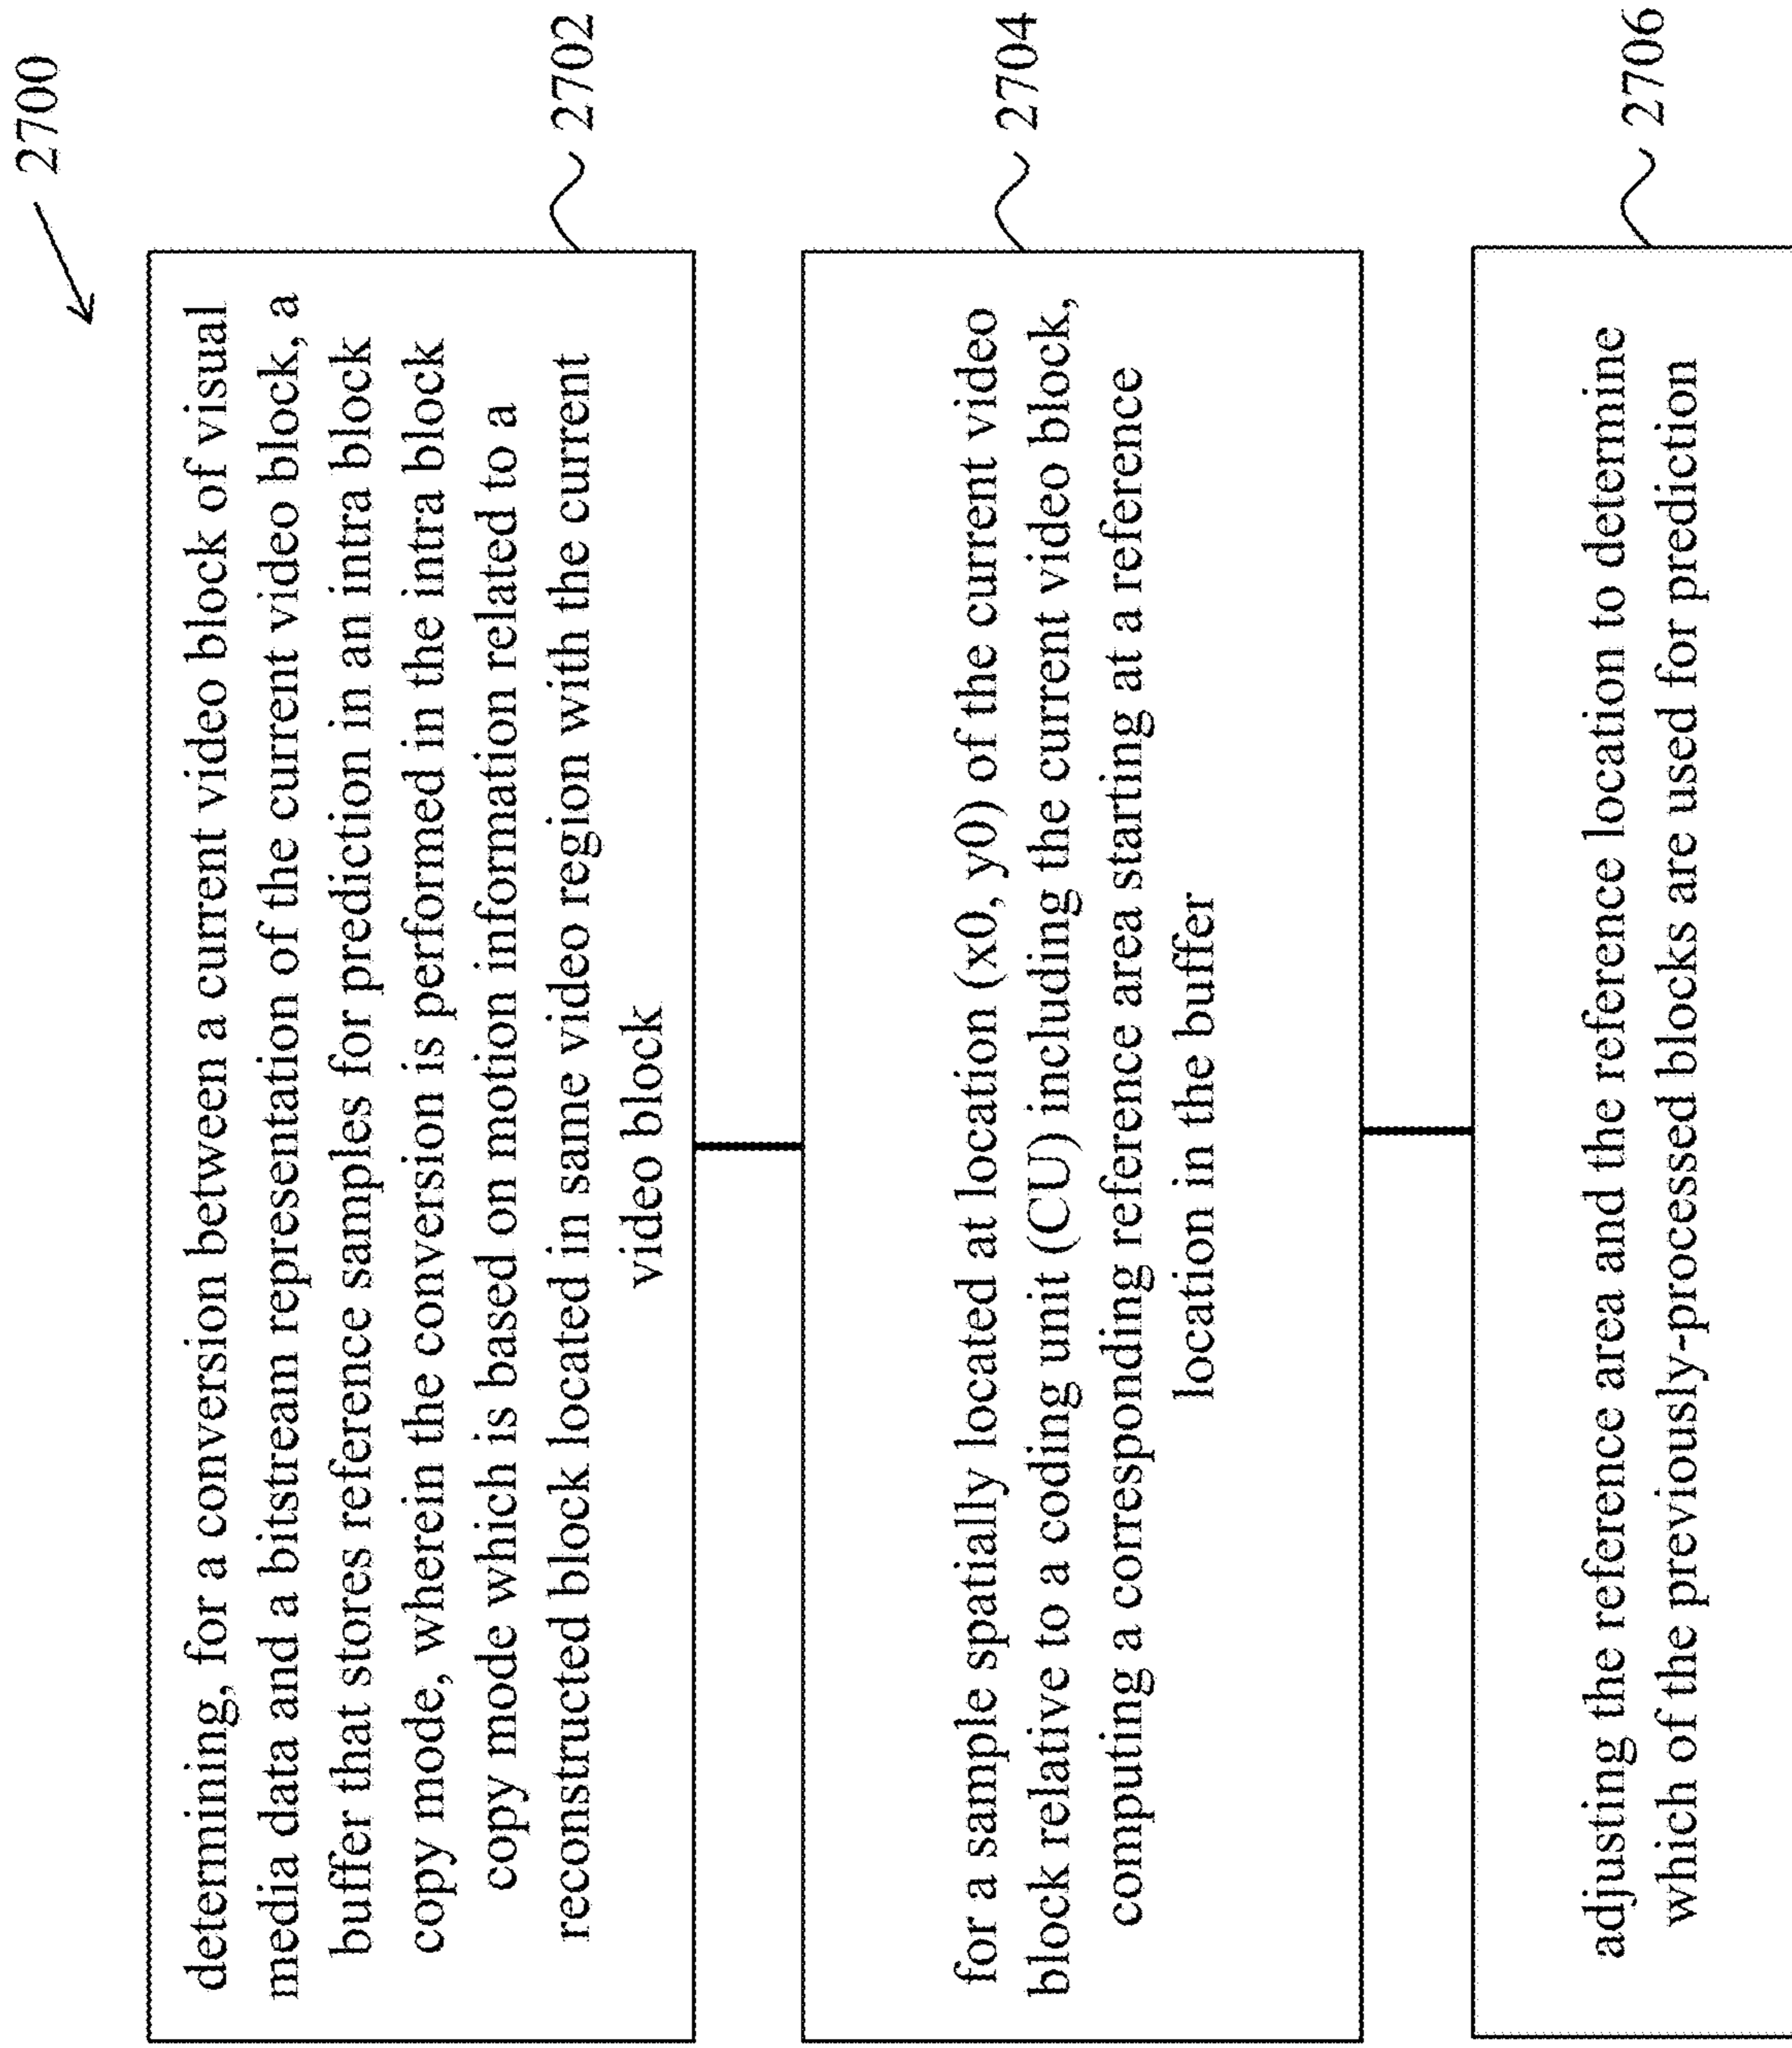 2700
determining, for a conversion between a current video block of visual
media data and a bitstream representation of the current video block, a
buffer that stores reference samples for prediction in an intra block
copy mode, wherein the conversion is performed in the intra block
copy mode which is based on motion information related to a
reconstructed block located in same video region with the current
video block
2702
for a sample spatially located at location (x0, y0) of the current video
block relative to a coding unit (CU) including the current video block,
computing a corresponding reference area starting at a reference
location in the buffer
2704
adjusting the reference area and the reference location to determine
which of the previously-processed blocks are used for prediction
2706